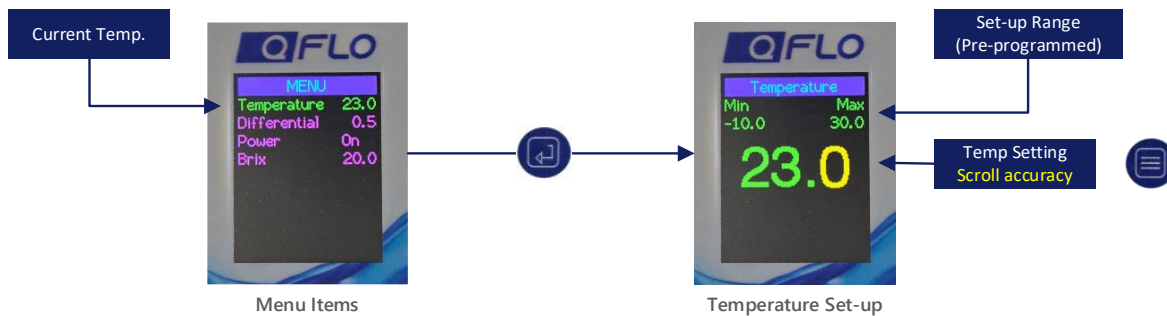 Current Temp.
QFLO
MENU
Temperature 23.0
Differential 0.5
Power On
Brix 20.0
Menu Items
QFLO
Temperature
Min Max
-10.0 30.0
23.0
Temperature Set-up
Set-up Range
(Pre-programmed)
Temp Setting
Scroll accuracy